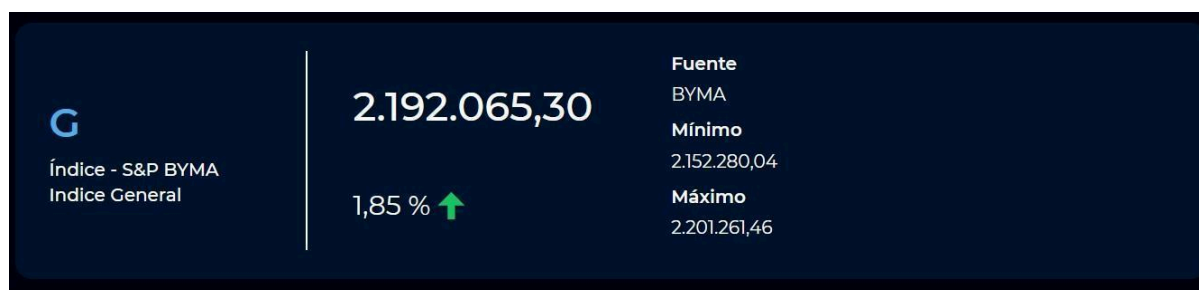 G
Índice - S&P BYMA
Indice General
2.192.065,30
1,85 %
Fuente
BYMA
Mínimo
2.152.280,04
Máximo
2.201.261,46